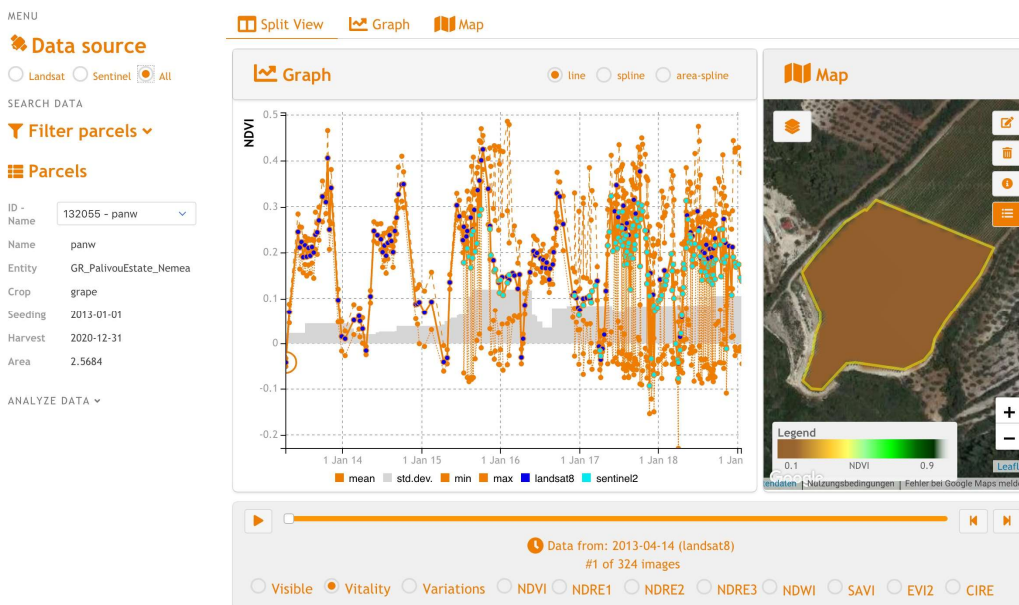 MENU
Data source
Landsat Sentinel All
SEARCH DATA
Filter parcels
Parcels
ID - Name 132055 - panw
Name panw
Entity GR_PalivouEstate_Nemea
Crop grape
Seeding 2013-01-01
Harvest 2020-12-31
Area 2.5684
ANALYZE DATA
Split View Graph Map
Graph line spline area-spline
NDVI
0.5
0.4
0.3
0.2
0.1
0
-0.1
-0.2
1 Jan 14 1 Jan 15 1 Jan 16 1 Jan 17 1 Jan 18 1 Jan
mean std.dev. min max landsat8 sentinel2
Map
+
−
Legend
0.1 NDVI 0.9
Google
Leafl
endaten Nutzungsbedingungen Fehler bei Google Maps meld
Data from: 2013-04-14 (landsat8)
#1 of 324 images
Visible Vitality Variations NDVI NDRE1 NDRE2 NDRE3 NDWI SAVI EVI2 CIRE